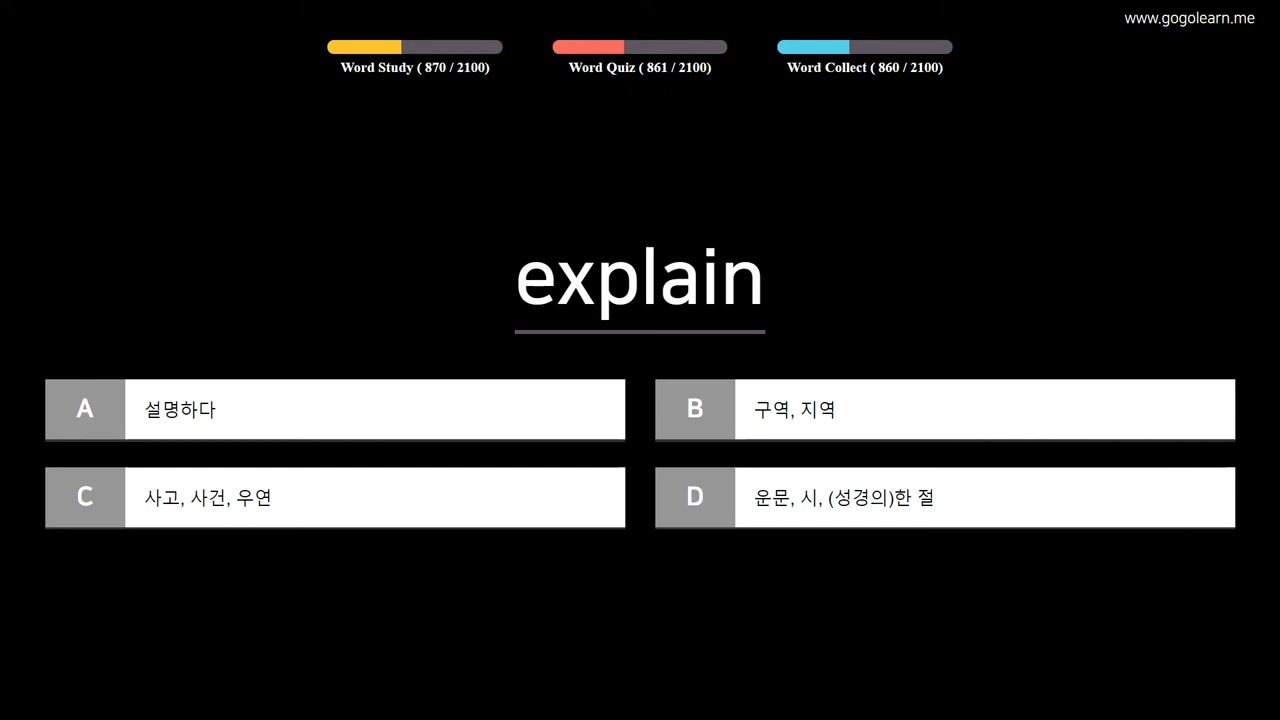 www.gogolearn.me
Word Study ( 870 / 2100)
Word Quiz ( 861 / 2100)
Word Collect ( 860 / 2100)
explain
A 설명하다
B 구역, 지역
C 사고, 사건, 우연
D 운문, 시, (성경의)한 절